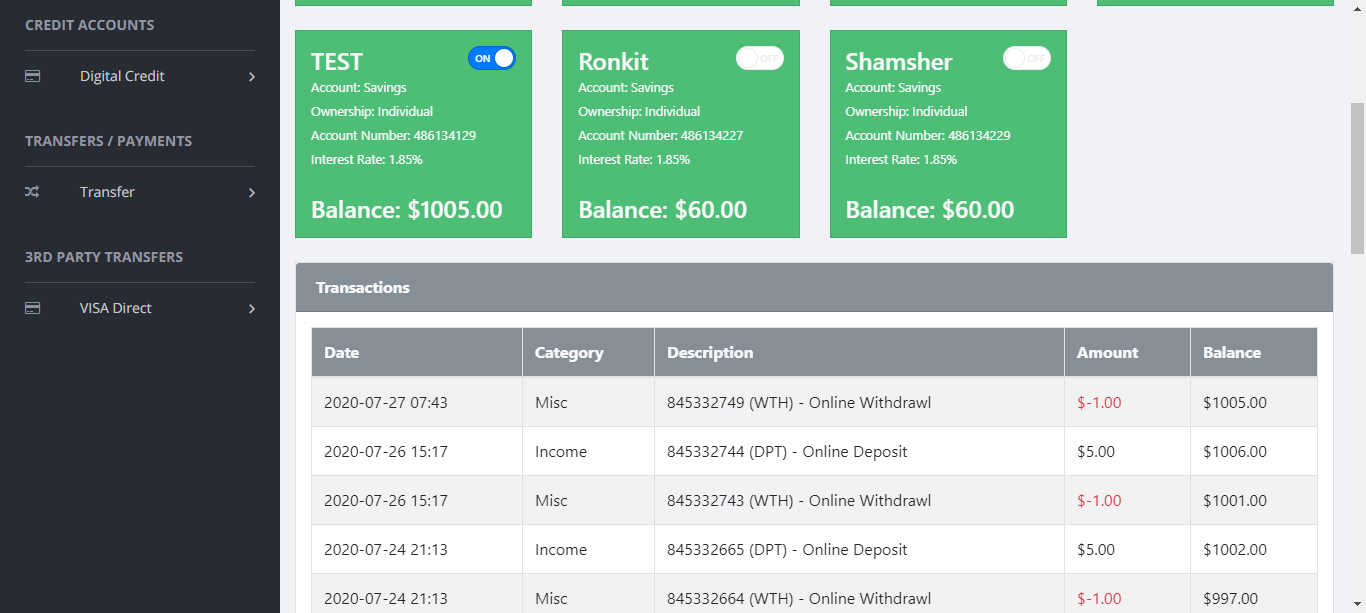 CREDIT ACCOUNTS
Digital Credit
TRANSFERS / PAYMENTS
Transfer
3RD PARTY TRANSFERS
VISA Direct
TEST ON
Account: Savings
Ownership: Individual
Account Number: 486134129
Interest Rate: 1.85%
Balance: $1005.00
Ronkit OFF
Account: Savings
Ownership: Individual
Account Number: 486134227
Interest Rate: 1.85%
Balance: $60.00
Shamsher OFF
Account: Savings
Ownership: Individual
Account Number: 486134229
Interest Rate: 1.85%
Balance: $60.00
Transactions
Date Category Description Amount Balance
2020-07-27 07:43 Misc 845332749 (WTH) - Online Withdrawl $-1.00 $1005.00
2020-07-26 15:17 Income 845332744 (DPT) - Online Deposit $5.00 $1006.00
2020-07-26 15:17 Misc 845332743 (WTH) - Online Withdrawl $-1.00 $1001.00
2020-07-24 21:13 Income 845332665 (DPT) - Online Deposit $5.00 $1002.00
2020-07-24 21:13 Misc 845332664 (WTH) - Online Withdrawl $-1.00 $997.00